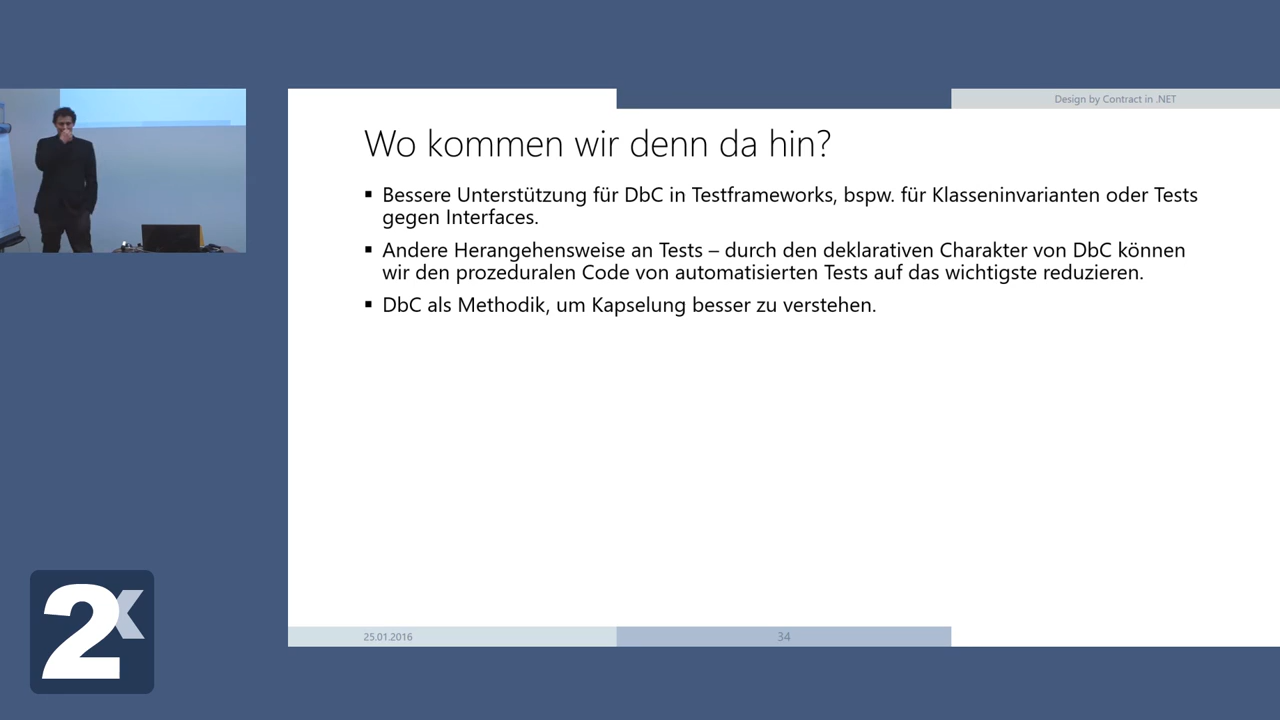 Design by Contract in .NET
Wo kommen wir denn da hin?
▪ Bessere Unterstützung für DbC in Testframeworks, bspw. für Klasseninvarianten oder Tests
gegen Interfaces.
▪ Andere Herangehensweise an Tests – durch den deklarativen Charakter von DbC können
wir den prozeduralen Code von automatisierten Tests auf das wichtigste reduzieren.
▪ DbC als Methodik, um Kapselung besser zu verstehen.
25.01.2016
34
2x